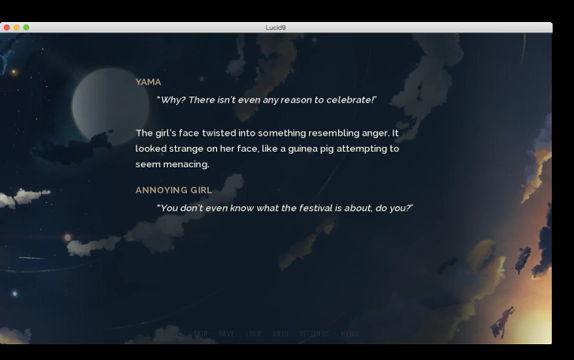 Lucid9
YAMA
"Why? There isn't even any reason to celebrate!"
The girl's face twisted into something resembling anger. It
looked strange on her face, like a guinea pig attempting to
seem menacing.
ANNOYING GIRL
"You don't even know what the festival is about, do you?"